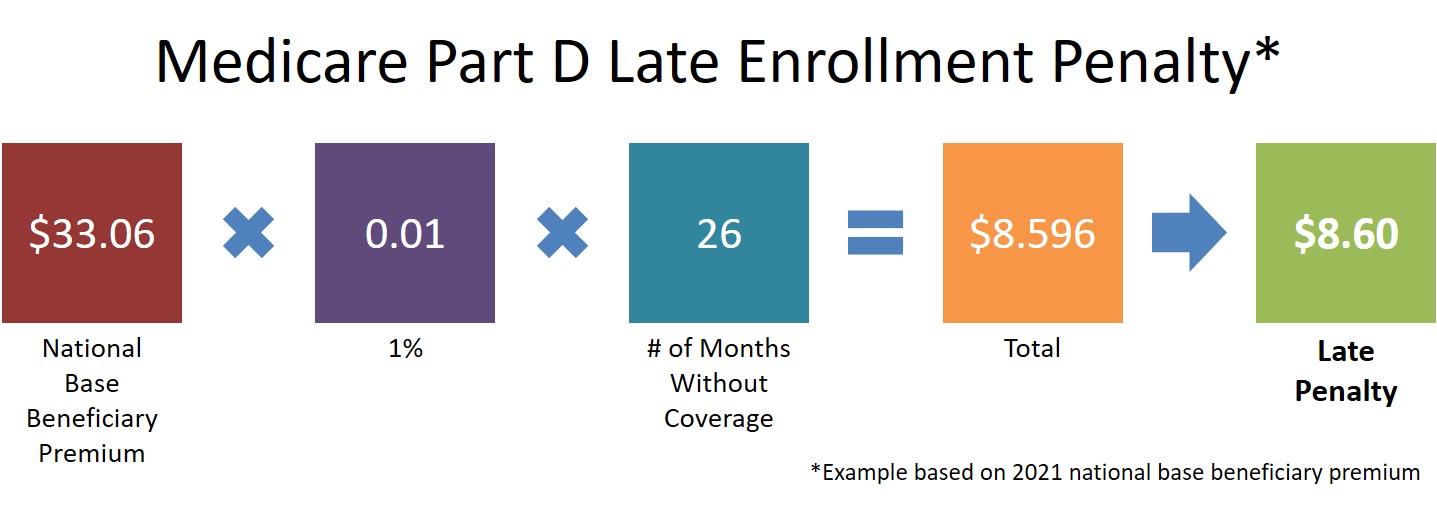 Medicare Part D Late Enrollment Penalty*
$33.06
0.01
26
$8.596
$8.60
National
Base
Beneficiary
Premium
1%
# of Months
Without
Coverage
Total
Late
Penalty
*Example based on 2021 national base beneficiary premium